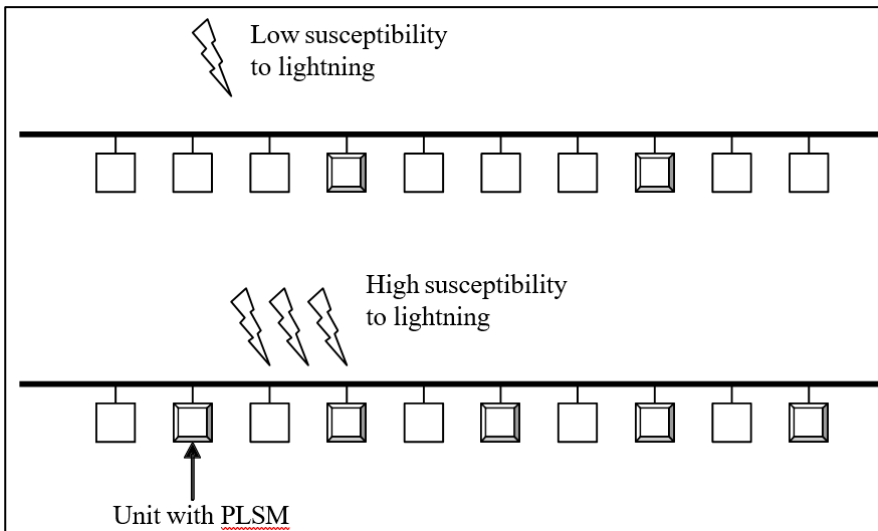 Low susceptibility
to lightning
High susceptibility
to lightning
Unit with PLSM